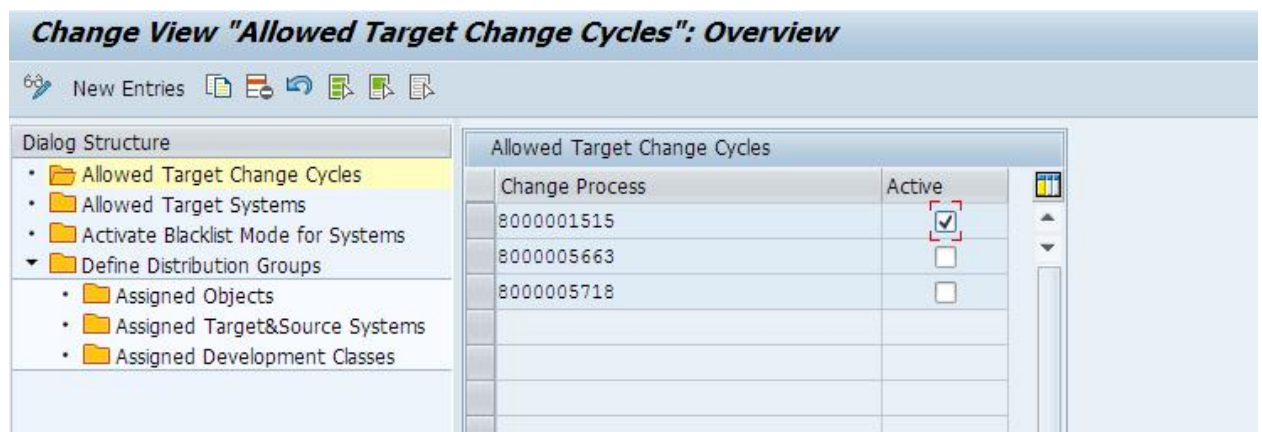 Change View "Allowed Target Change Cycles": Overview
New Entries
Dialog Structure
Allowed Target Change Cycles
Allowed Target Systems
Activate Blacklist Mode for Systems
Define Distribution Groups
Assigned Objects
Assigned Target&Source Systems
Assigned Development Classes
Allowed Target Change Cycles
Change Process Active
8000001515
8000005663
8000005718